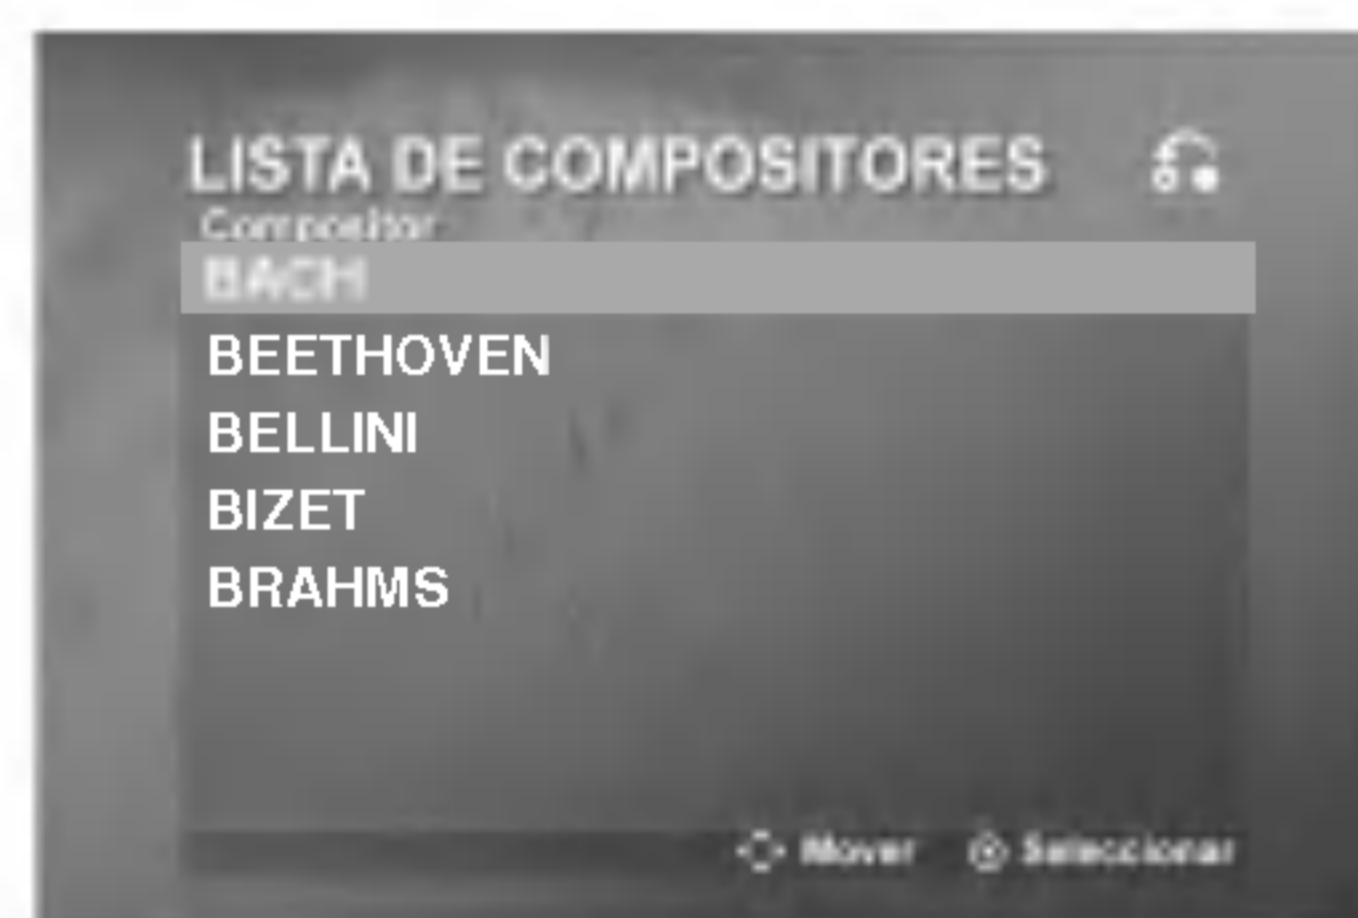 LISTA DE COMPOSITORES
Compositor
BACH
BEETHOVEN
BELLINI
BIZET
BRAHMS
Mover Seleccionar